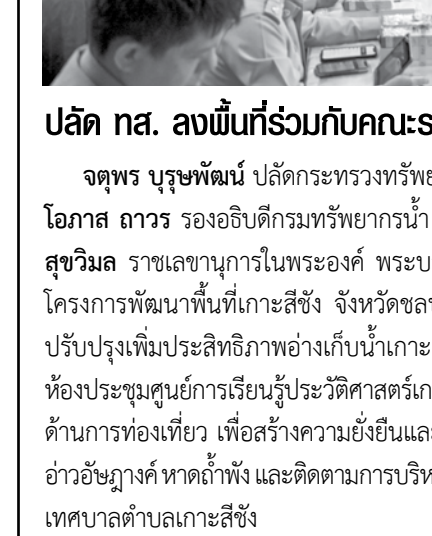 ปลัด ทส. ลงพื้นที่ร่วมกับคณะร
จตุพร บุรุษพัฒน์ ปลัดกระทรวงทรัพย
โอภาส ถาวร รองอธิบดีกรมทรัพยากรน้ำ
สุขวิมล ราชเลขานุการในพระองค์ พระบ
โครงการพัฒนาพื้นที่เกาะสีชัง จังหวัดชล
ปรับปรุงเพิ่มประสิทธิภาพอ่างเก็บน้ำเกาะ
ห้องประชุมศูนย์การเรียนรู้ประวัติศาสตร์เก
ด้านการท่องเที่ยว เพื่อสร้างความยั่งยืนและ
อ่าวอัษฎางค์ หาดถ้ำพัง และติดตามการบริห
เทศบาลตำบลเกาะสีชัง